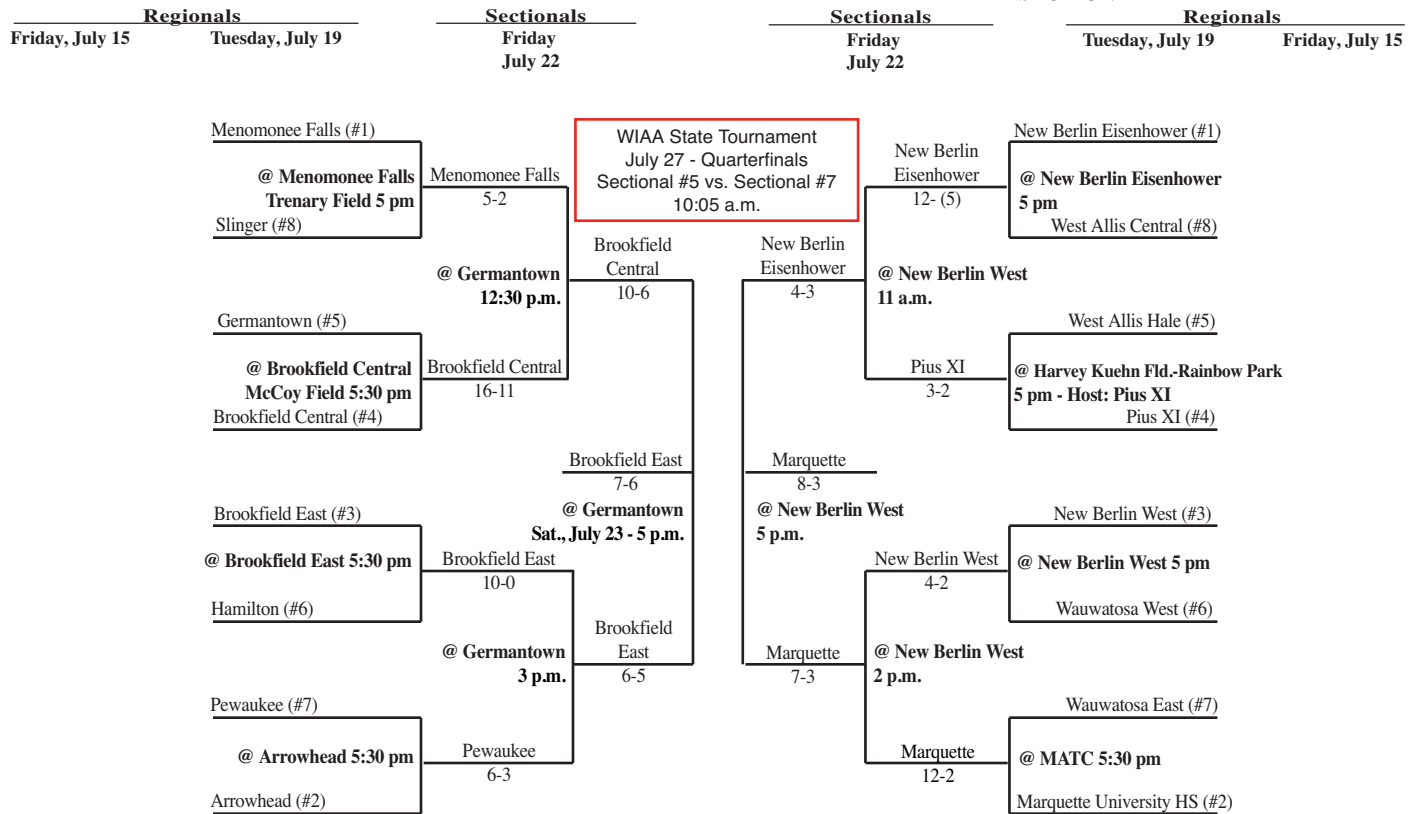 Regionals
Sectionals
Sectionals
Regionals
Friday, July 15
Tuesday, July 19
Friday
July 22
Friday
July 22
Tuesday, July 19
Friday, July 15
WIAA State Tournament
July 27 - Quarterfinals
Sectional #5 vs. Sectional #7
10:05 a.m.
Menomonee Falls (#1)
@ Menomonee Falls
Trenary Field 5 pm
Slinger (#8)
Menomonee Falls
5-2
@ Germantown
12:30 p.m.
Germantown (#5)
@ Brookfield Central
McCoy Field 5:30 pm
Brookfield Central (#4)
Brookfield Central
16-11
Brookfield
Central
10-6
Brookfield East
7-6
@ Germantown
Sat., July 23 - 5 p.m.
Brookfield East (#3)
@ Brookfield East 5:30 pm
Hamilton (#6)
Brookfield East
10-0
@ Germantown
3 p.m.
Brookfield
East
6-5
Pewaukee (#7)
@ Arrowhead 5:30 pm
Arrowhead (#2)
Pewaukee
6-3
New Berlin Eisenhower (#1)
@ New Berlin Eisenhower
5 pm
West Allis Central (#8)
New Berlin
Eisenhower
12- (5)
New Berlin
Eisenhower
4-3
@ New Berlin West
11 a.m.
West Allis Hale (#5)
@ Harvey Kuehn Fld.-Rainbow Park
5 pm - Host: Pius XI
Pius XI (#4)
Pius XI
3-2
Marquette
8-3
@ New Berlin West
5 p.m.
New Berlin West (#3)
@ New Berlin West 5 pm
Wauwatosa West (#6)
New Berlin West
4-2
Marquette
7-3
@ New Berlin West
2 p.m.
Wauwatosa East (#7)
@ MATC 5:30 pm
Marquette University HS (#2)
Marquette
12-2